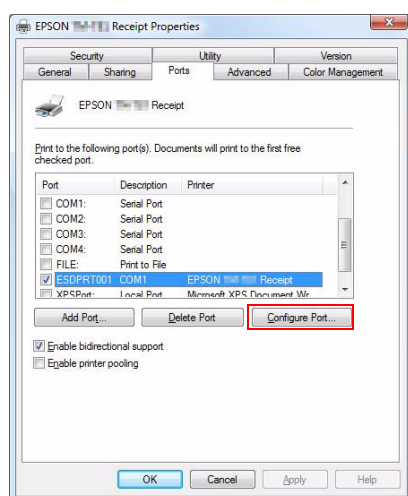 EPSON Receipt Properties
Security Utility Version
General Sharing Ports Advanced Color Management
EPSON Receipt
Print to the following port(s). Documents will print to the first free
checked port.
Port Description Printer
COM1: Serial Port
COM2: Serial Port
COM3: Serial Port
COM4: Serial Port
FILE: Print to File
ESDPRT001 COM1 EPSON Receipt
XPSPort: Local Port Microsoft XPS Document Wr
Add Port... Delete Port Configure Port...
Enable bidirectional support
Enable printer pooling
OK Cancel Apply Help